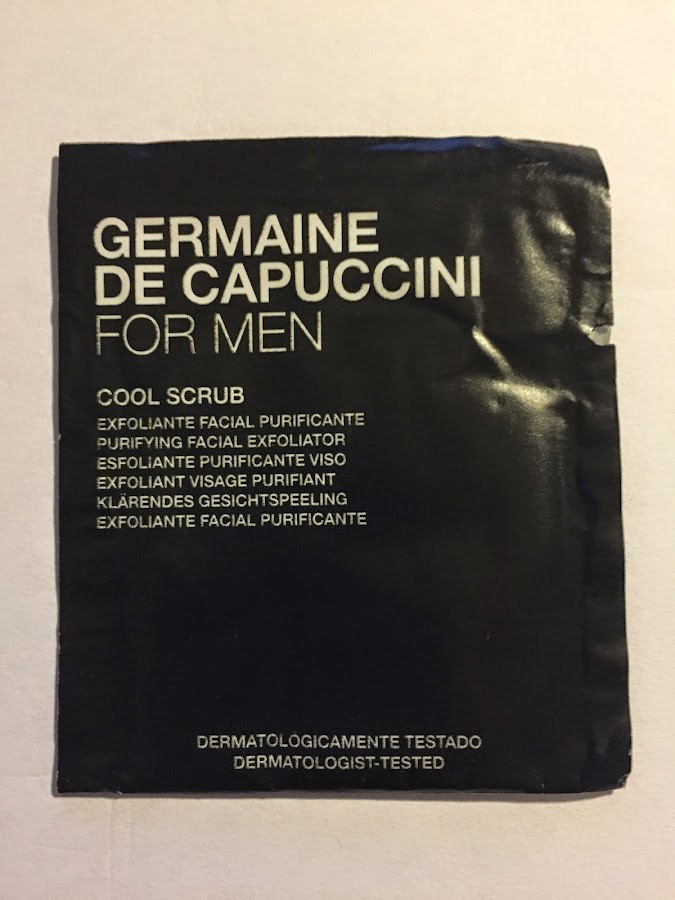 GERMAINE
DE CAPUCCINI
FOR MEN
COOL SCRUB
EXFOLIANTE FACIAL PURIFICANTE
PURIFYING FACIAL EXFOLIATOR
ESFOLIANTE PURIFICANTE VISO
EXFOLIANT VISAGE PURIFIANT
KLÄRENDES GESICHTSPEELING
EXFOLIANTE FACIAL PURIFICANTE
DERMATOLÓGICAMENTE TESTADO
DERMATOLOGIST-TESTED